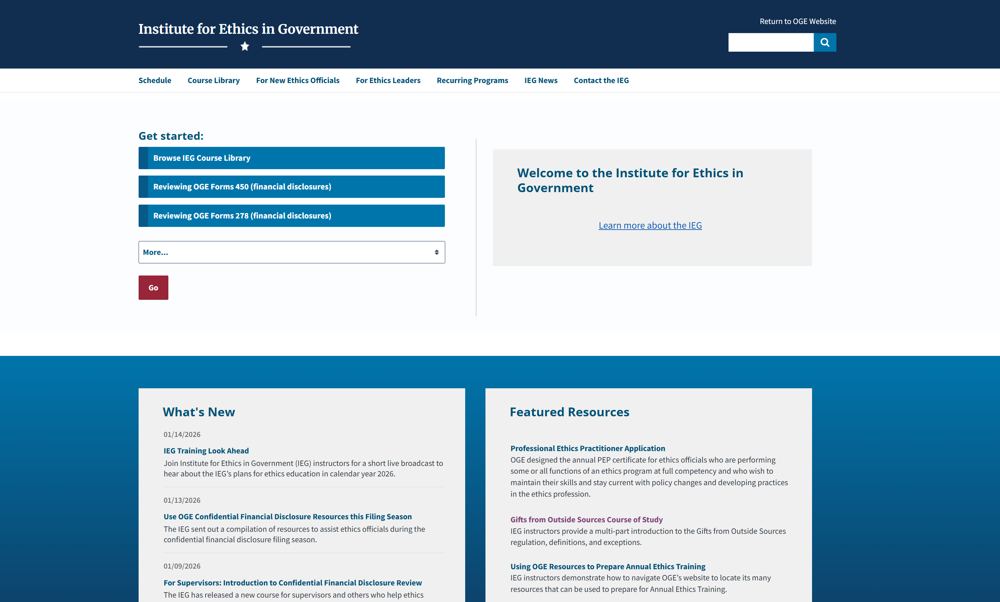 Institute for Ethics in Government
Return to OGE Website
Schedule
Course Library
For New Ethics Officials
For Ethics Leaders
Recurring Programs
IEG News
Contact the IEG
Get started:
Browse IEG Course Library
Reviewing OGE Forms 450 (financial disclosures)
Reviewing OGE Forms 278 (financial disclosures)
More...
Go
Welcome to the Institute for Ethics in
Government
Learn more about the IEG
What's New
01/14/2026
IEG Training Look Ahead
Join Institute for Ethics in Government (IEG) instructors for a short live broadcast to
hear about the IEG’s plans for ethics education in calendar year 2026.
01/13/2026
Use OGE Confidential Financial Disclosure Resources this Filing Season
The IEG sent out a compilation of resources to assist ethics officials during the
confidential financial disclosure filing season.
01/09/2026
For Supervisors: Introduction to Confidential Financial Disclosure Review
The IEG has released a new course for supervisors and others who help ethics
Featured Resources
Professional Ethics Practitioner Application
OGE designed the annual PEP certificate for ethics officials who are performing
some or all functions of an ethics program at full competency and who wish to
maintain their skills and stay current with policy changes and developing practices
in the ethics profession.
Gifts from Outside Sources Course of Study
IEG instructors provide a multi-part introduction to the Gifts from Outside Sources
regulation, definitions, and exceptions.
Using OGE Resources to Prepare Annual Ethics Training
IEG instructors demonstrate how to navigate OGE’s website to locate its many
resources that can be used to prepare for Annual Ethics Training.